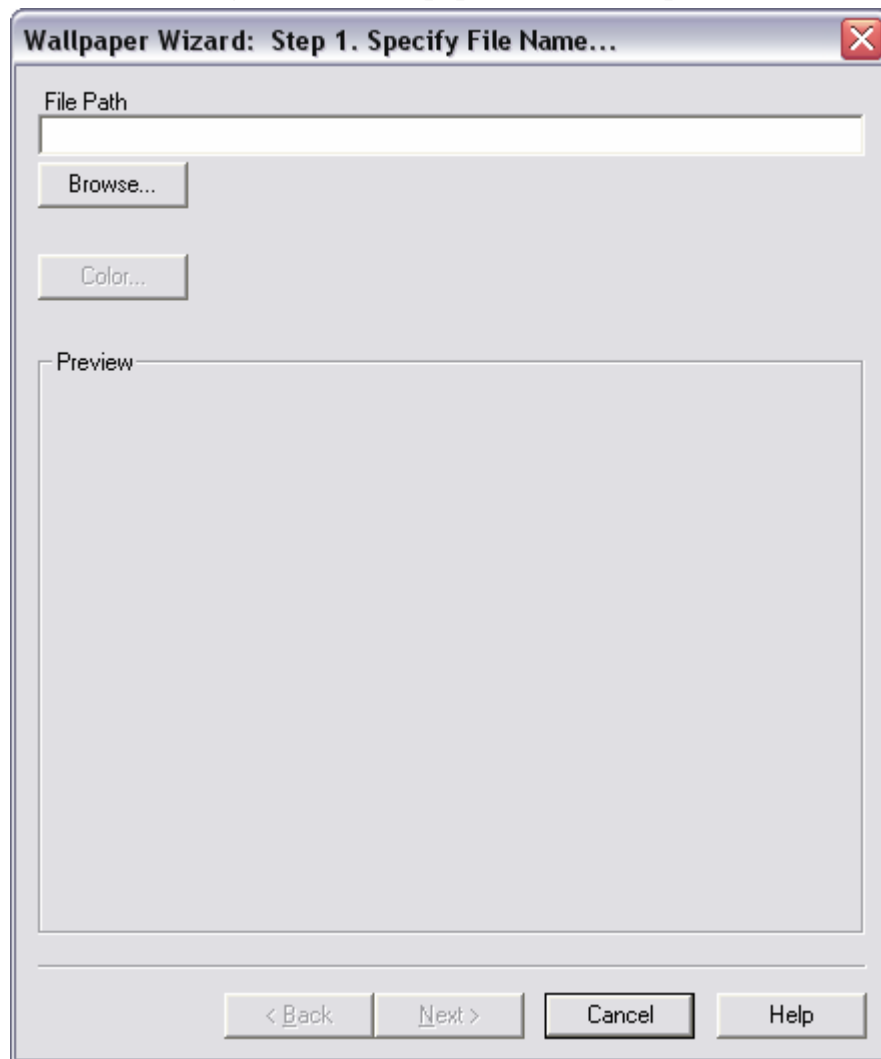 Wallpaper Wizard: Step 1. Specify File Name...
File Path
Browse...
Color...
Preview
< Back
Next >
Cancel
Help